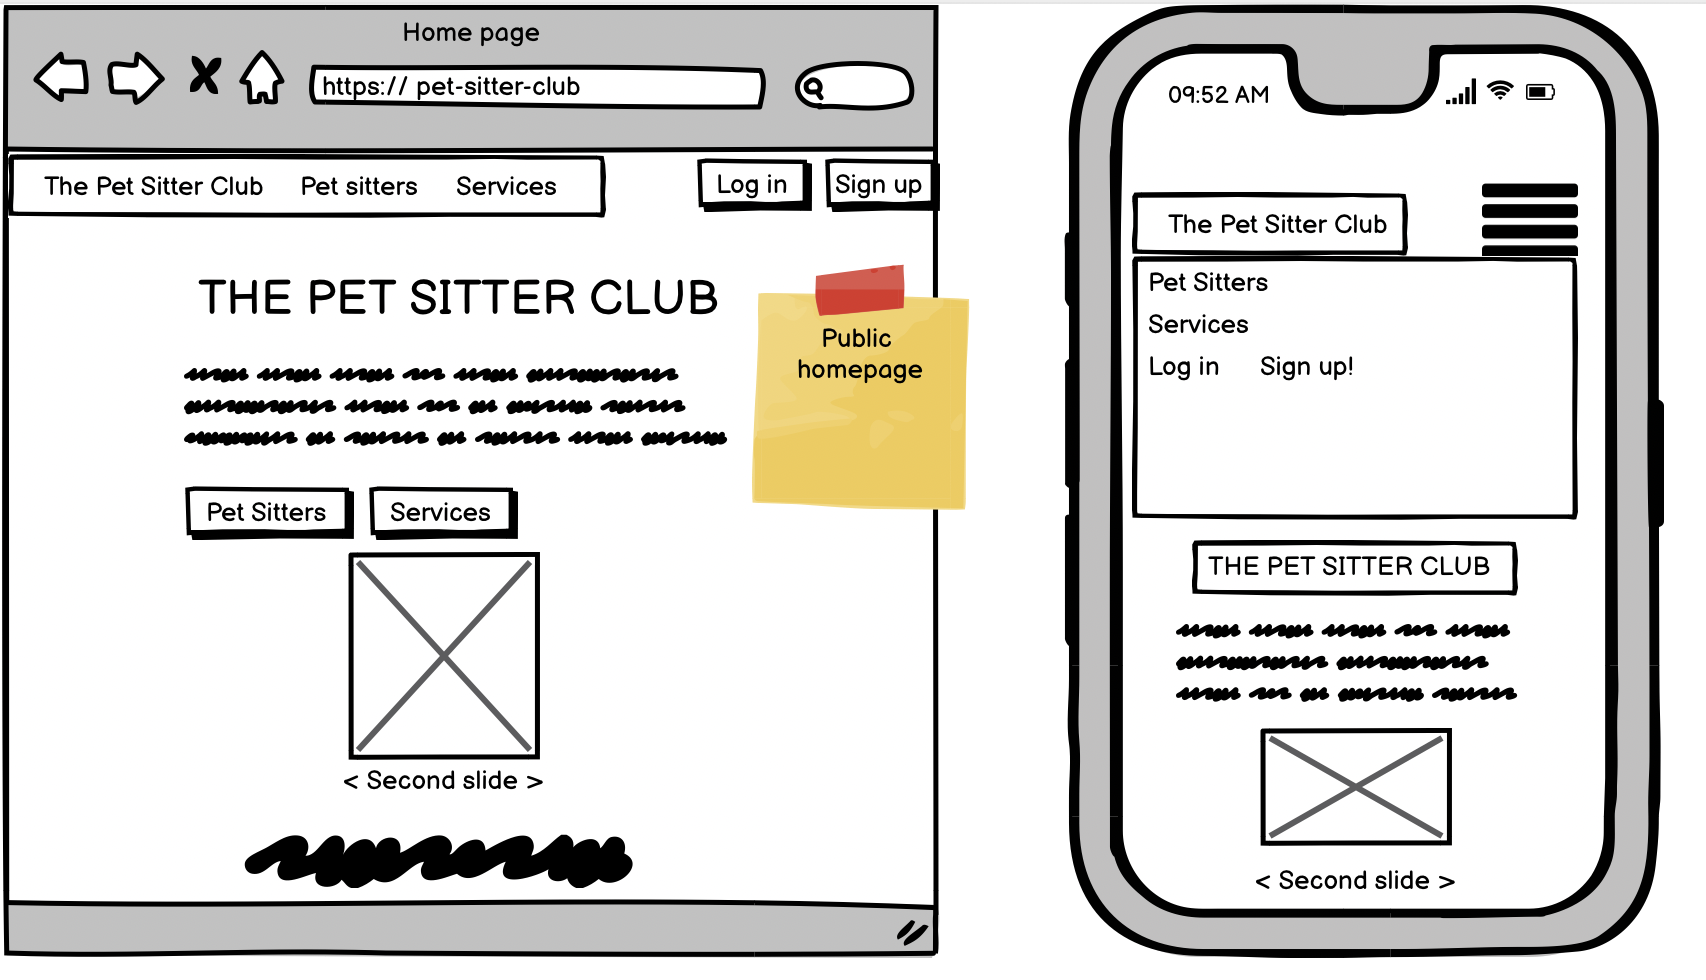 Home page
https:// pet-sitter-club
The Pet Sitter Club Pet sitters Services
Log in Sign up
THE PET SITTER CLUB
Public
homepage
Pet Sitters Services
< Second slide >
09:52 AM
The Pet Sitter Club
Pet Sitters
Services
Log in Sign up!
THE PET SITTER CLUB
< Second slide >